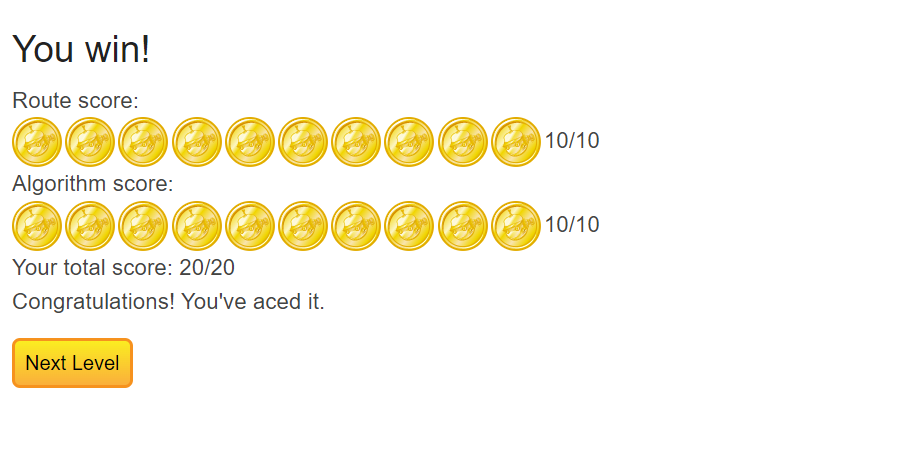 You win!
Route score:
10/10
Algorithm score:
10/10
Your total score: 20/20
Congratulations! You've aced it.
Next Level